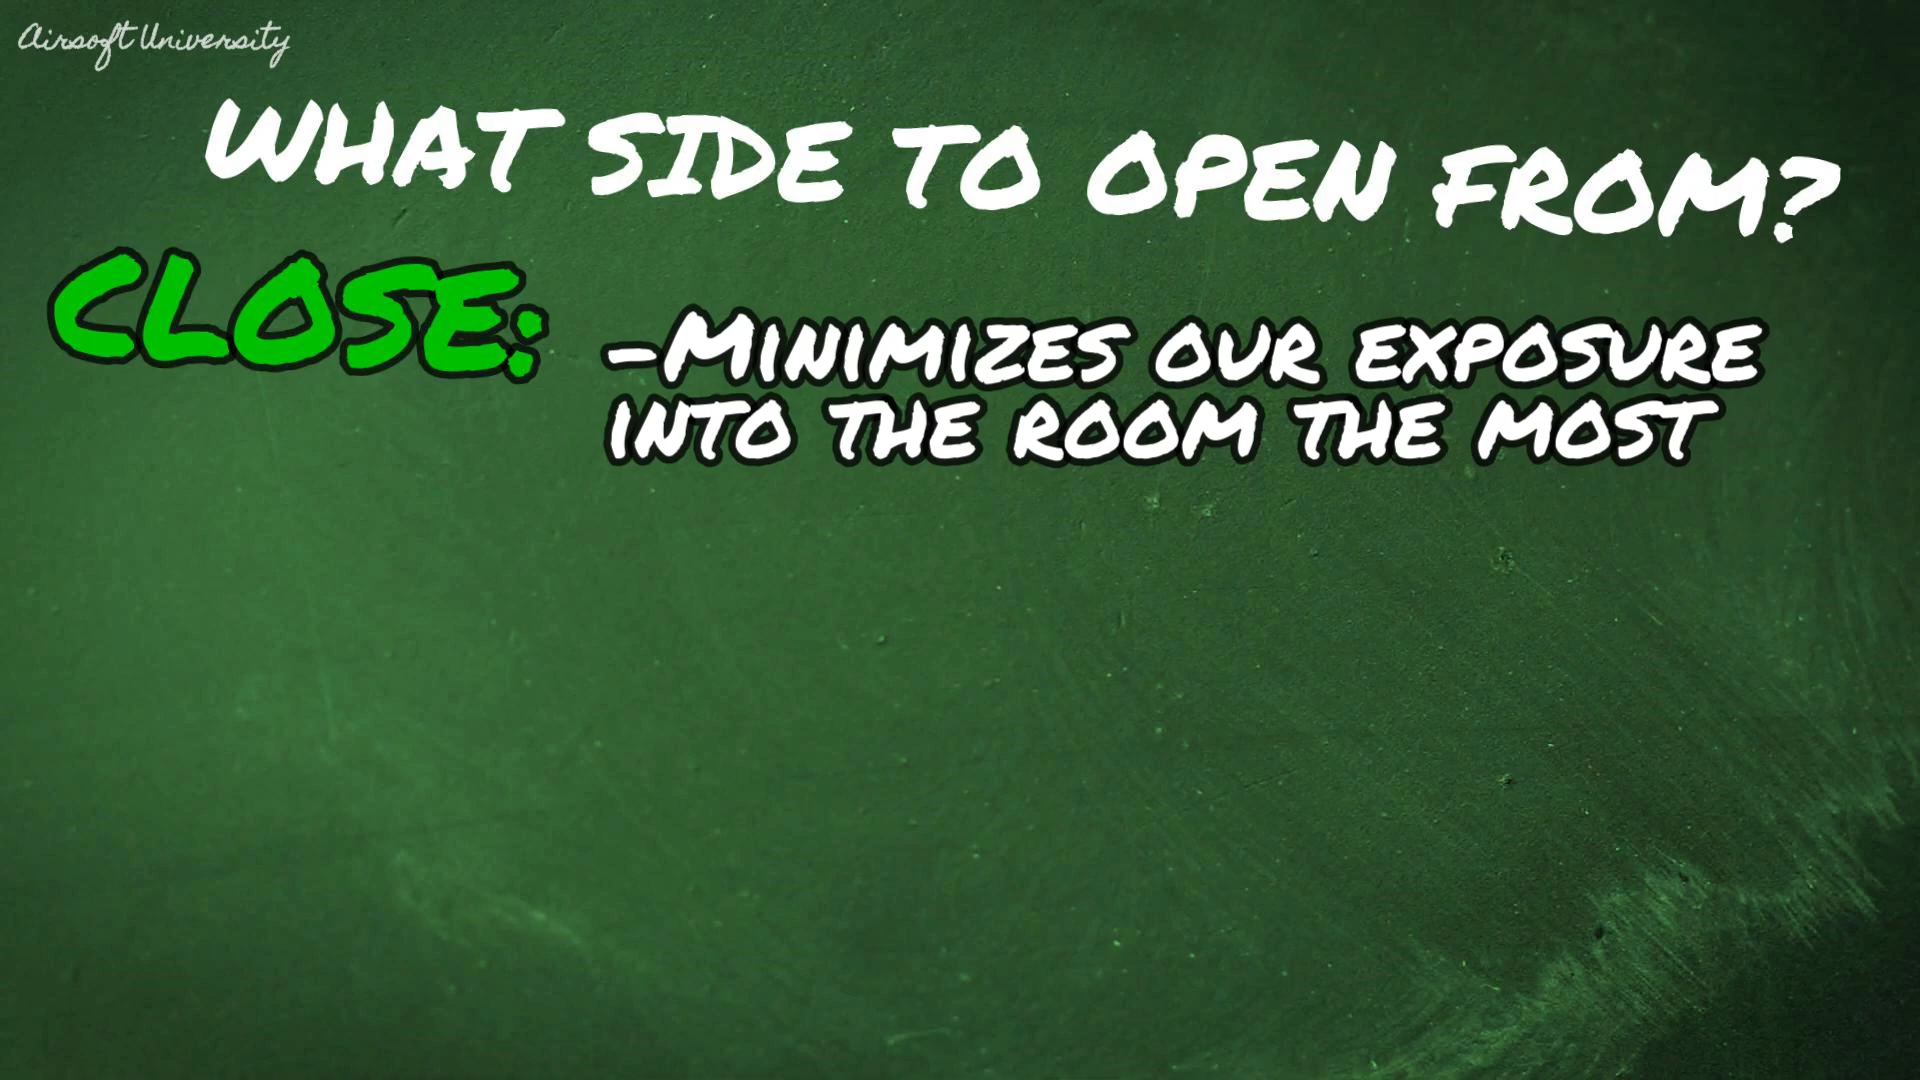 Airsoft University
WHAT SIDE TO OPEN FROM?
CLOSE:
-MINIMIZES OUR EXPOSURE
INTO THE ROOM THE MOST